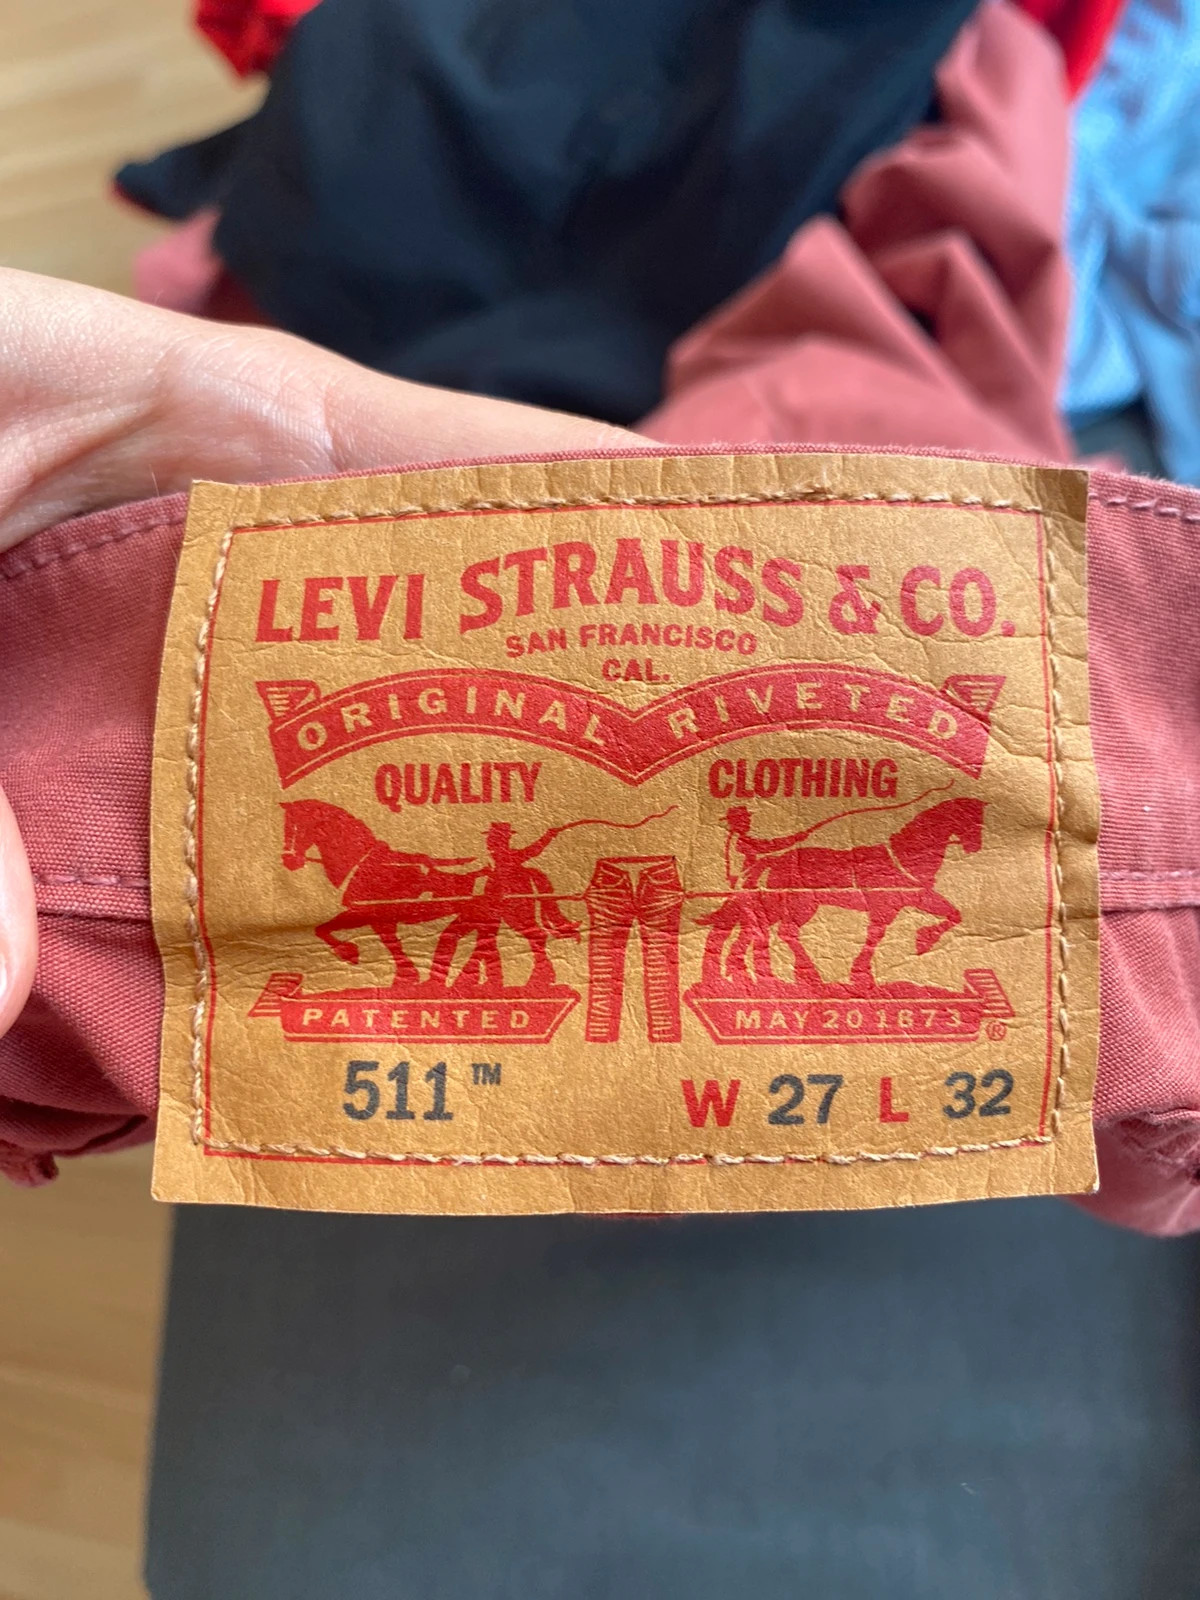 LEVI STRAUSS & CO.
SAN FRANCISCO
CAL.
ORIGINAL RIVETED
QUALITY CLOTHING
PATENTED MAY 20 1873 ®
511™ W 27 L 32